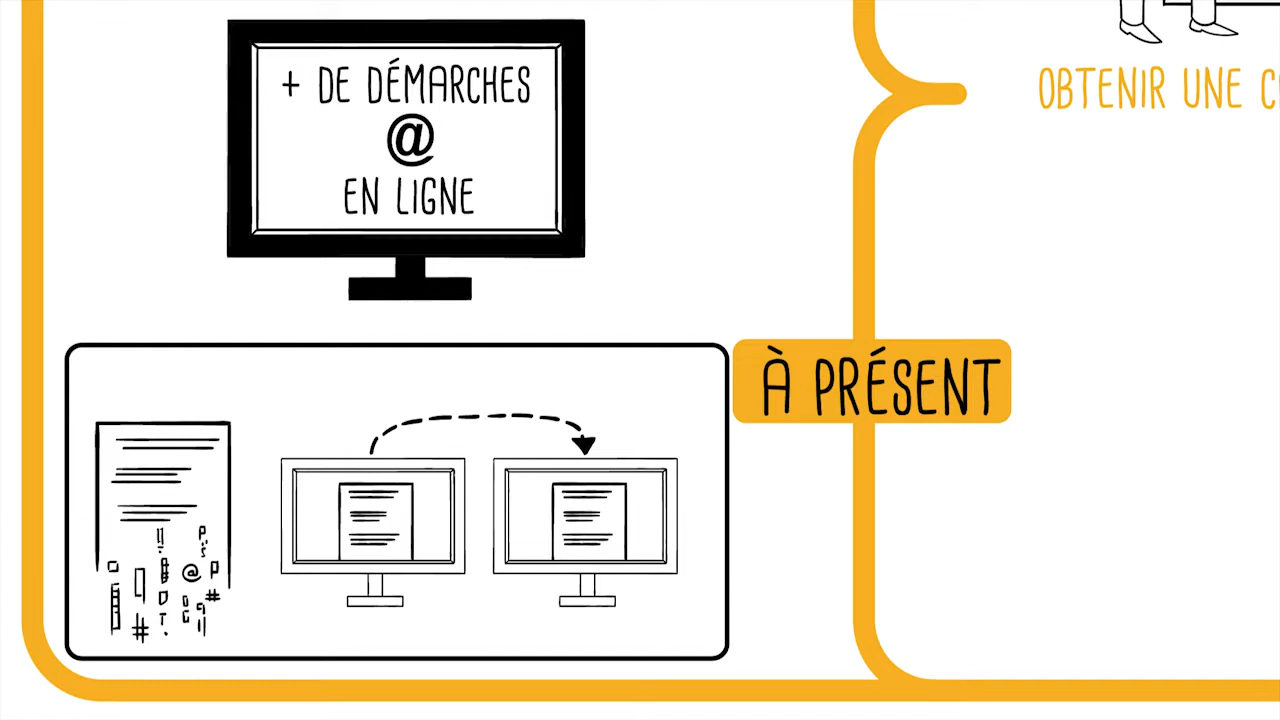 + DE DÉMARCHES
@
EN LIGNE
OBTENIR UNE
À PRÉSENT